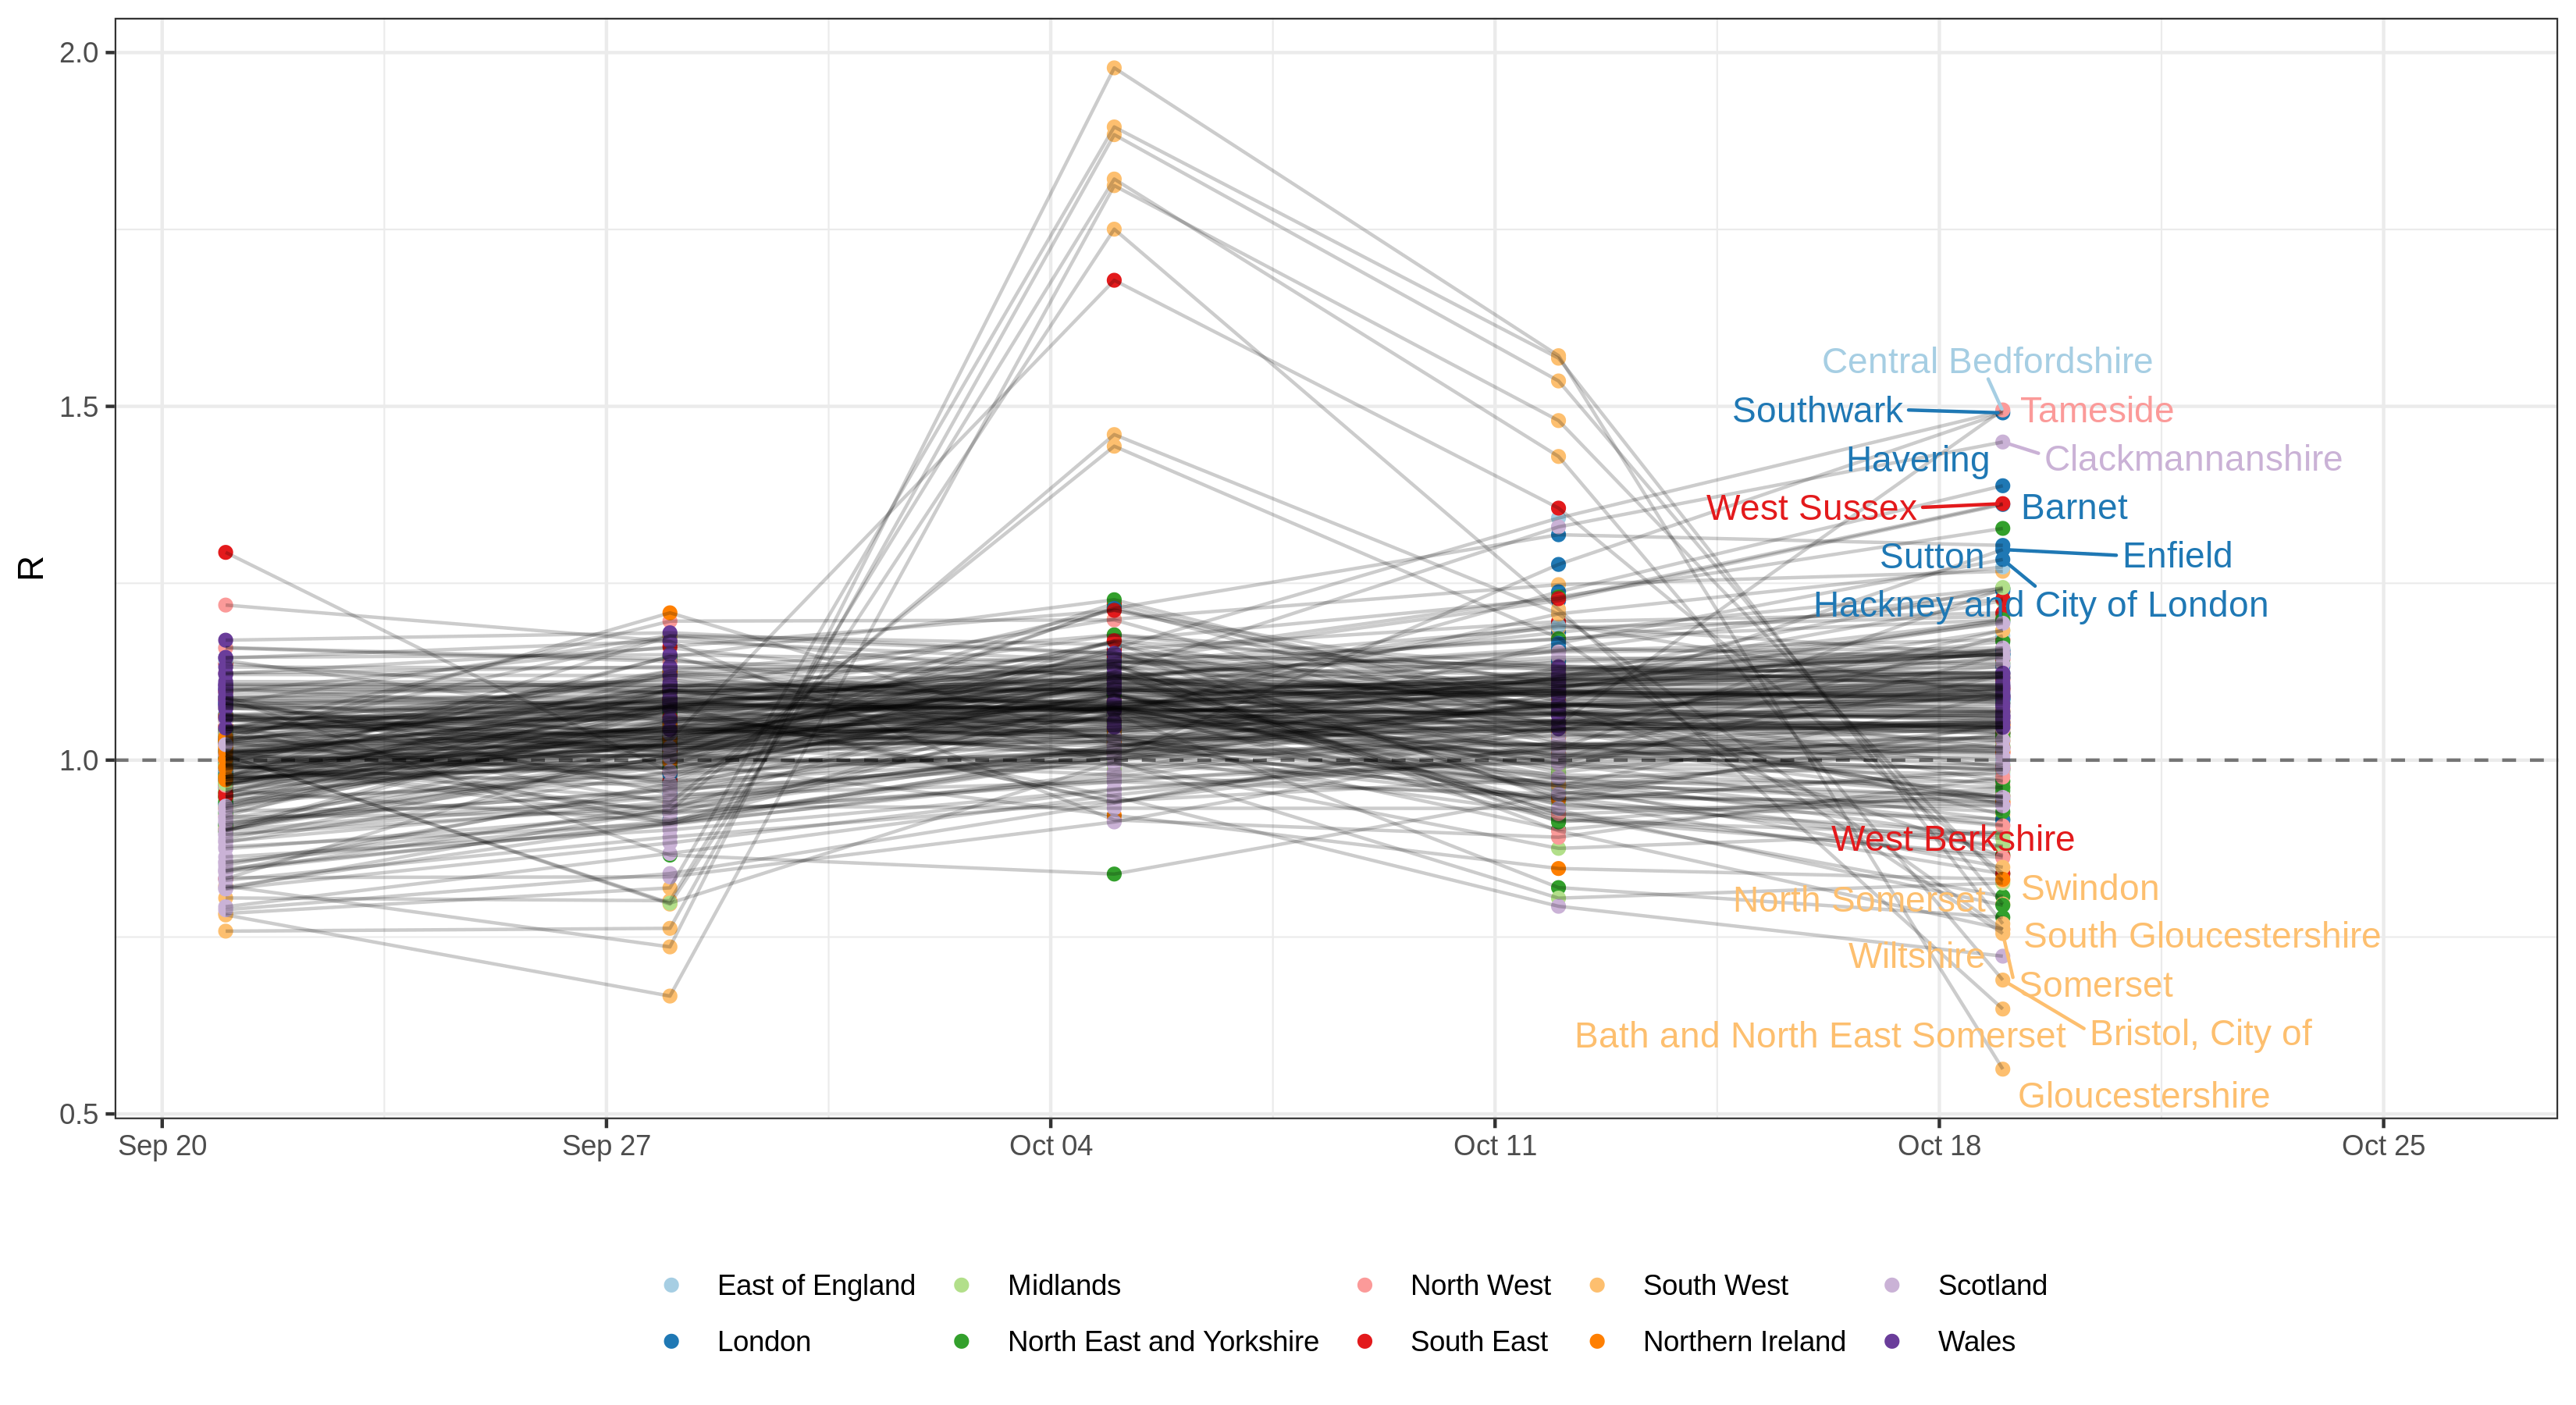 2.0
1.5
1.0
0.5
R
Central Bedfordshire
Southwark
Tameside
Havering
Clackmannanshire
West Sussex
Barnet
Sutton
Enfield
Hackney and City of London
West Berkshire
North Somerset
Swindon
South Gloucestershire
Wiltshire
Somerset
Bath and North East Somerset
Bristol, City of
Gloucestershire
Sep 20
Sep 27
Oct 04
Oct 11
Oct 18
Oct 25
East of England
Midlands
North West
South West
Scotland
London
North East and Yorkshire
South East
Northern Ireland
Wales